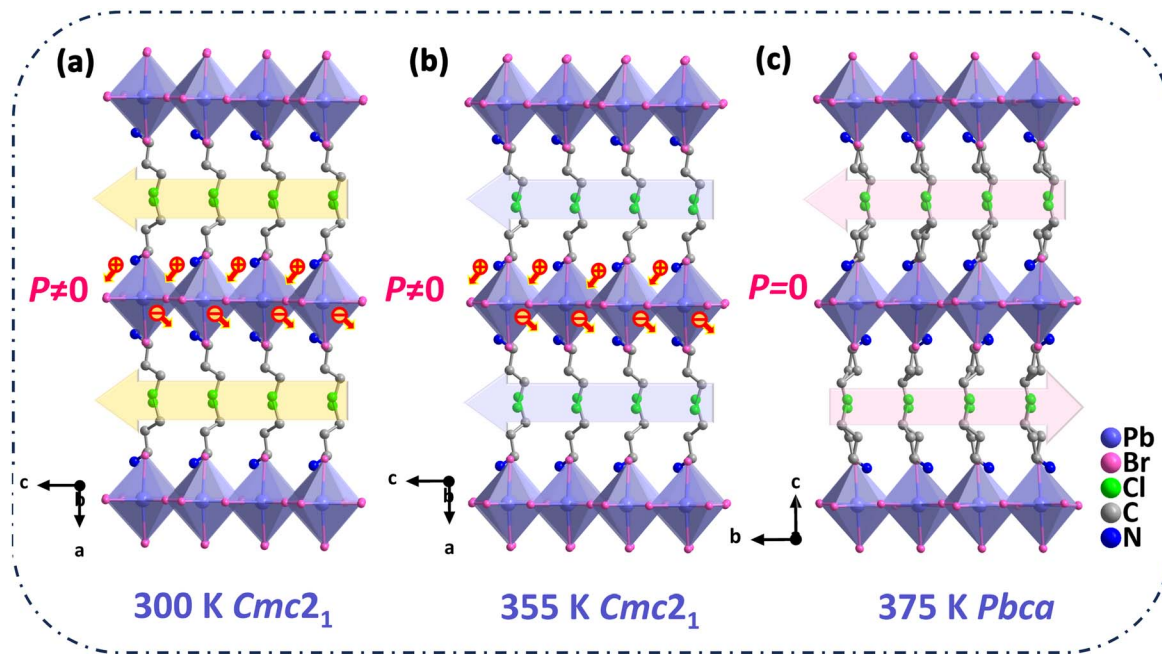 (a)
(b)
(c)
P≠0
P≠0
P=0
c
b
a
c
b
a
c
b
Pb
Br
Cl
C
N
300 K Cmc2₁
355 K Cmc2₁
375 K Pbca